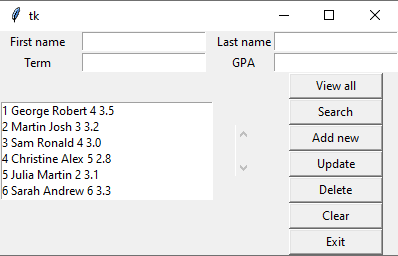 tk
First name Last name
Term GPA
View all
Search
Add new
Update
Delete
Clear
Exit
1 George Robert 4 3.5
2 Martin Josh 3 3.2
3 Sam Ronald 4 3.0
4 Christine Alex 5 2.8
5 Julia Martin 2 3.1
6 Sarah Andrew 6 3.3